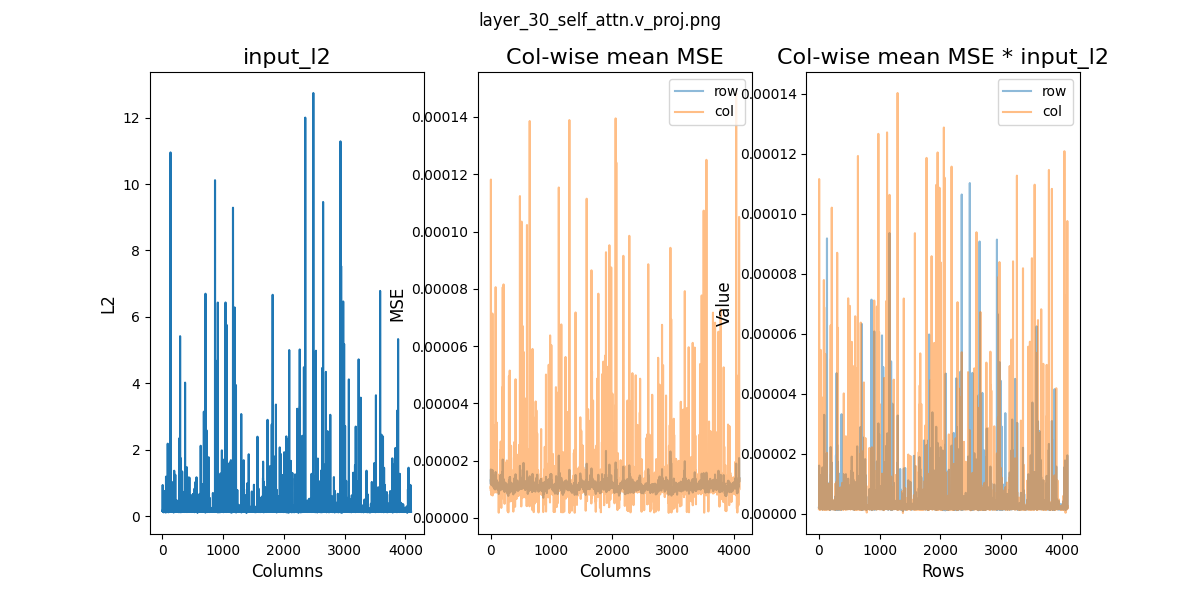 layer_30_self_attn.v_proj.png
input_l2
L2
12
10
8
6
4
2
0
0 1000 2000 3000 4000
Columns
Col-wise mean MSE
MSE
0.00014
0.00012
0.00010
0.00008
0.00006
0.00004
0.00002
0.00000
row
col
0 1000 2000 3000 4000
Columns
Col-wise mean MSE * input_l2
Value
0.00014
0.00012
0.00010
0.00008
0.00006
0.00004
0.00002
0.00000
row
col
0 1000 2000 3000 4000
Rows